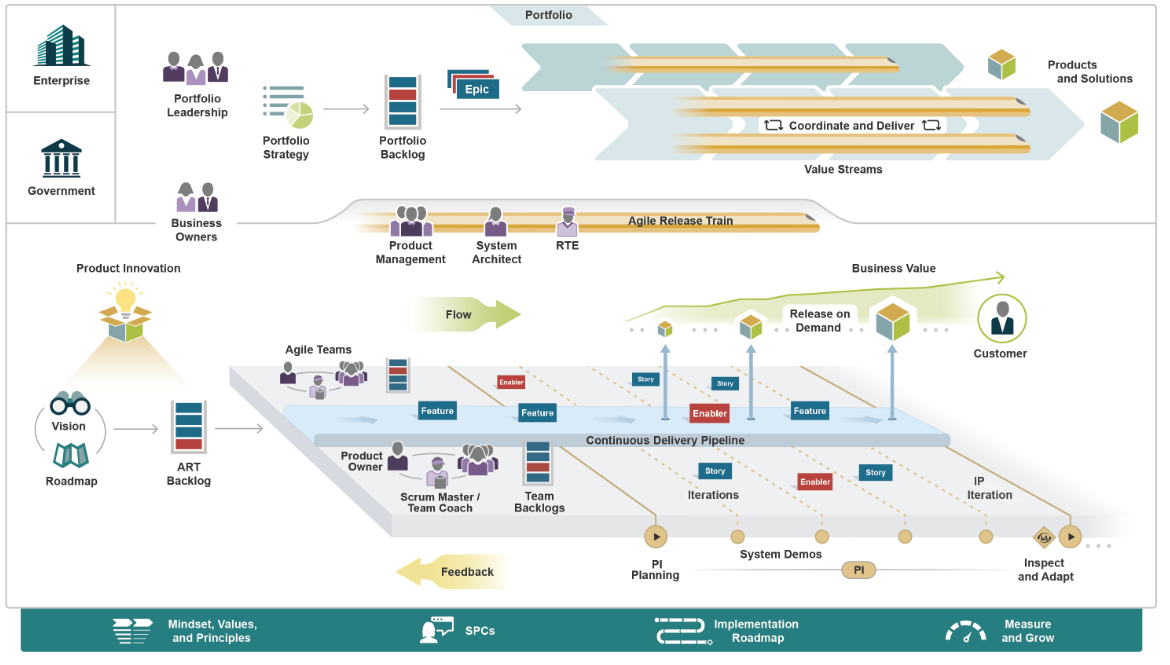 Portfolio
Enterprise
Government
Portfolio
Leadership
Portfolio
Strategy
Portfolio
Backlog
Epic
Products
and Solutions
Coordinate and Deliver
Value Streams
Business
Owners
Agile Release Train
Product
Management
System
Architect
RTE
Product Innovation
Flow
Business Value
Release on
Demand
Customer
Agile Teams
Enabler
Story
Story
Feature
Feature
Enabler
Feature
Continuous Delivery Pipeline
Vision
Roadmap
ART
Backlog
Product
Owner
Scrum Master /
Team Coach
Team
Backlogs
Story
Enabler
Story
Iterations
IP
Iteration
PI
Planning
System Demos
PI
I&A
Inspect
and Adapt
Feedback
Mindset, Values,
and Principles
SPCs
Implementation
Roadmap
Measure
and Grow